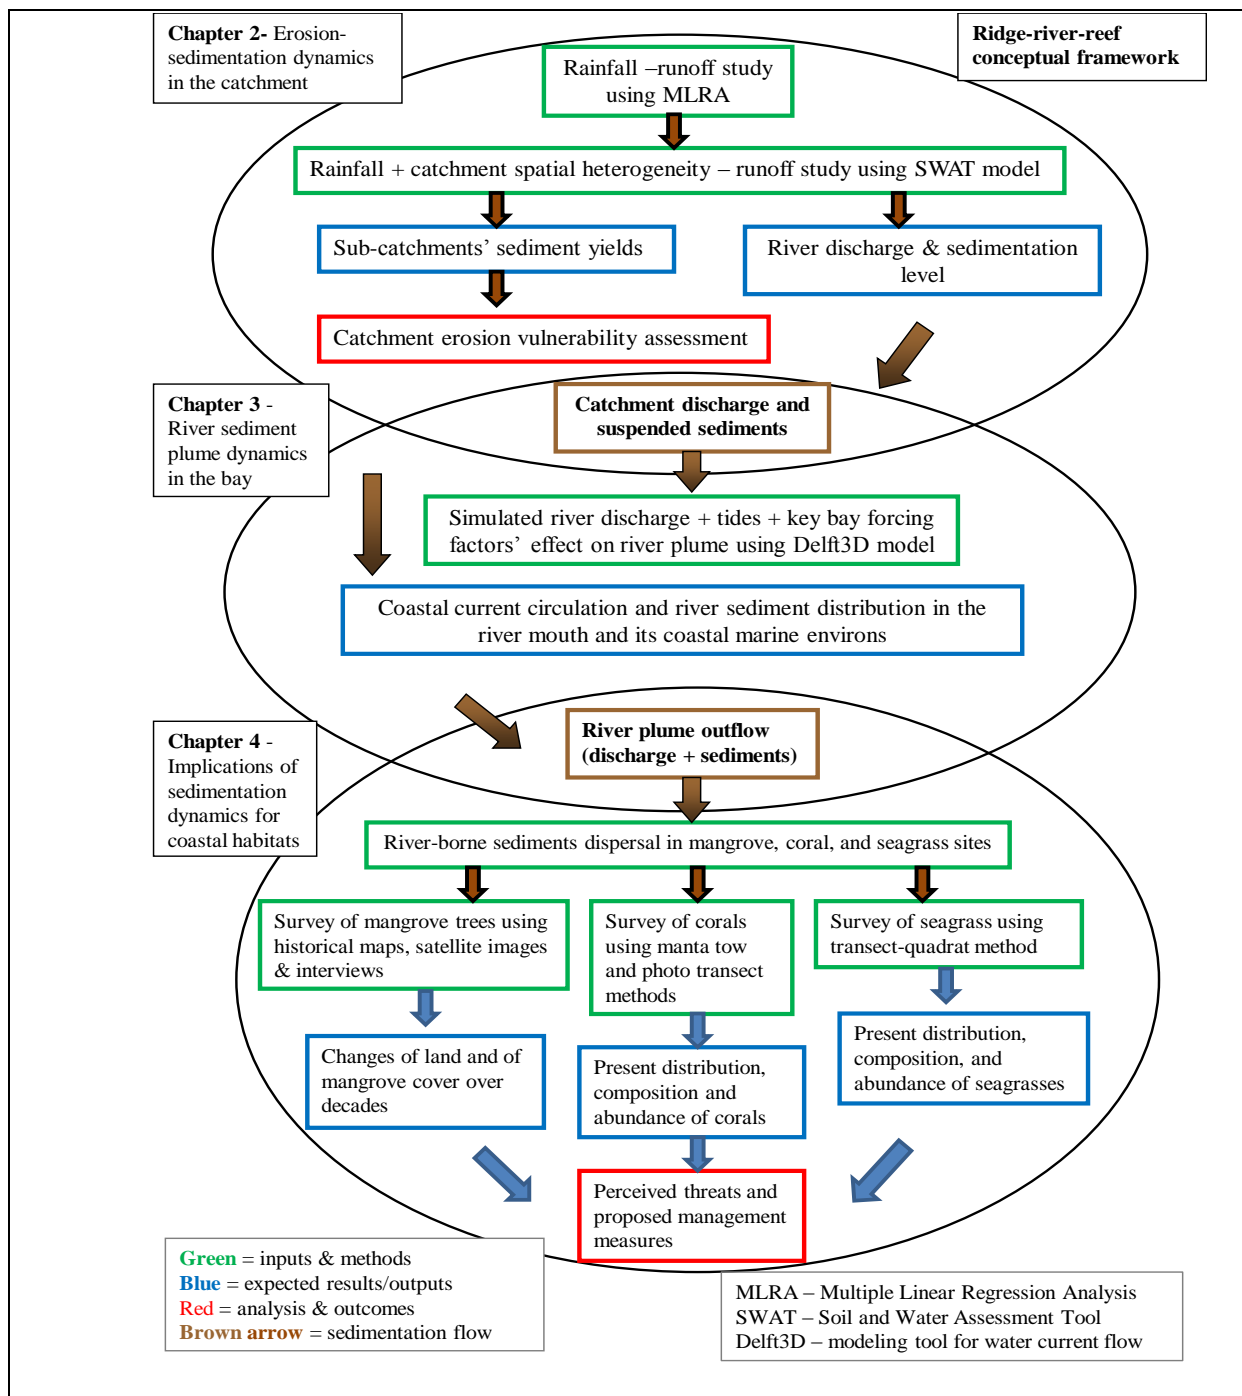 Chapter 2- Erosion-
sedimentation dynamics
in the catchment
Ridge-river-reef
conceptual framework
Rainfall –runoff study
using MLRA
Rainfall + catchment spatial heterogeneity – runoff study using SWAT model
Sub-catchments’ sediment yields
River discharge & sedimentation
level
Catchment erosion vulnerability assessment
Chapter 3 -
River sediment
plume dynamics
in the bay
Catchment discharge and
suspended sediments
Simulated river discharge + tides + key bay forcing
factors’ effect on river plume using Delft3D model
Coastal current circulation and river sediment distribution in the
river mouth and its coastal marine environs
Chapter 4 -
Implications of
sedimentation
dynamics for
coastal habitats
River plume outflow
(discharge + sediments)
River-borne sediments dispersal in mangrove, coral, and seagrass sites
Survey of mangrove trees using
historical maps, satellite images
& interviews
Survey of corals
using manta tow
and photo transect
methods
Survey of seagrass using
transect-quadrat method
Changes of land and of
mangrove cover over
decades
Present distribution,
composition and
abundance of corals
Present distribution,
composition, and
abundance of seagrasses
Perceived threats and
proposed management
measures
Green = inputs & methods
Blue = expected results/outputs
Red = analysis & outcomes
Brown arrow = sedimentation flow
MLRA – Multiple Linear Regression Analysis
SWAT – Soil and Water Assessment Tool
Delft3D – modeling tool for water current flow